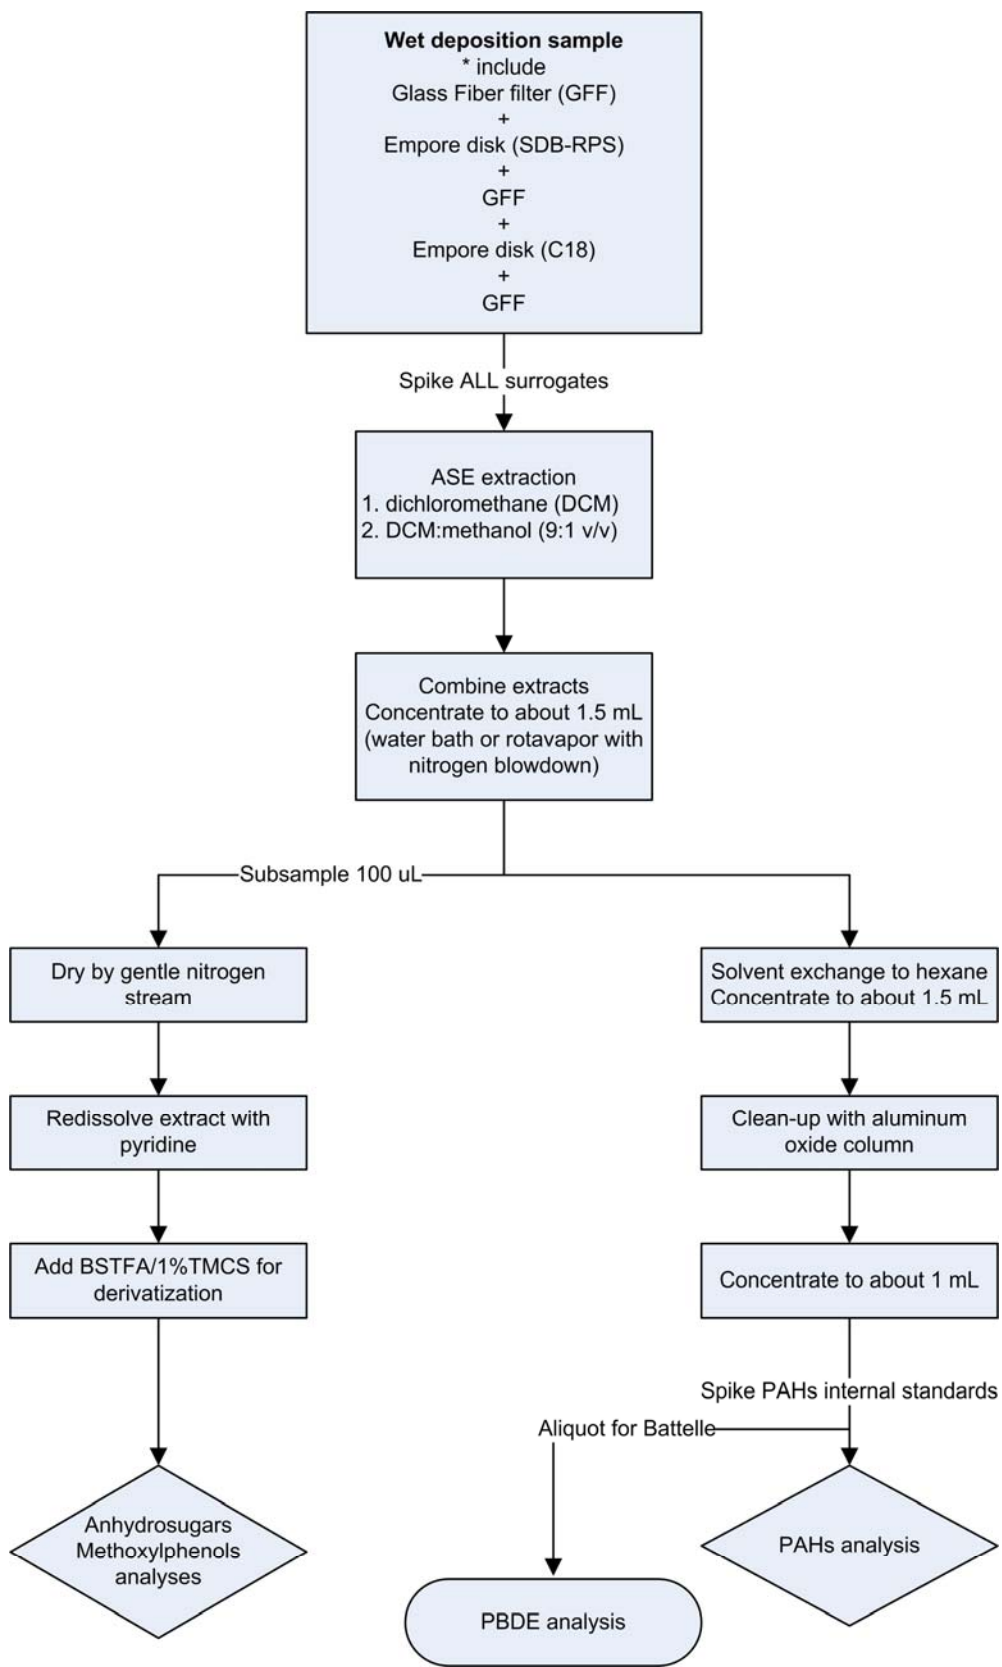 Wet deposition sample
* include
Glass Fiber filter (GFF)
+
Empore disk (SDB-RPS)
+
GFF
+
Empore disk (C18)
+
GFF
Spike ALL surrogates
ASE extraction
1. dichloromethane (DCM)
2. DCM:methanol (9:1 v/v)
Combine extracts
Concentrate to about 1.5 mL
(water bath or rotavapor with
nitrogen blowdown)
Subsample 100 uL
Dry by gentle nitrogen
stream
Redissolve extract with
pyridine
Add BSTFA/1%TMCS for
derivatization
Anhydrosugars
Methoxylphenols
analyses
Solvent exchange to hexane
Concentrate to about 1.5 mL
Clean-up with aluminum
oxide column
Concentrate to about 1 mL
Spike PAHs internal standards
Aliquot for Battelle
PAHs analysis
PBDE analysis